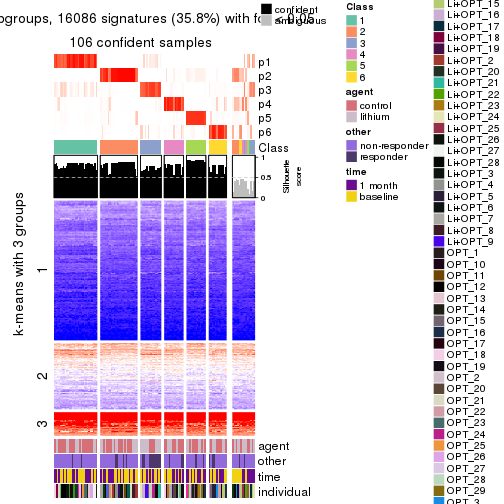 ogroups, 16086 signatures (35.8%) with fdr < 0.05
confident
ambiguous
106 confident samples
p1
p2
p3
p4
p5
p6
Class
1
0.5
0
Silhouette
score
k-means with 3 groups
1
2
3
agent
other
time
individual
Class
1
2
3
4
5
6
agent
control
lithium
other
non-responder
responder
time
1 month
baseline
Li+OPT_15
Li+OPT_16
Li+OPT_17
Li+OPT_18
Li+OPT_19
Li+OPT_2
Li+OPT_20
Li+OPT_21
Li+OPT_22
Li+OPT_23
Li+OPT_24
Li+OPT_25
Li+OPT_26
Li+OPT_27
Li+OPT_28
Li+OPT_3
Li+OPT_4
Li+OPT_5
Li+OPT_6
Li+OPT_7
Li+OPT_8
Li+OPT_9
OPT_1
OPT_10
OPT_11
OPT_12
OPT_13
OPT_14
OPT_15
OPT_16
OPT_17
OPT_18
OPT_19
OPT_2
OPT_20
OPT_21
OPT_22
OPT_23
OPT_24
OPT_25
OPT_26
OPT_27
OPT_28
OPT_29
OPT_3